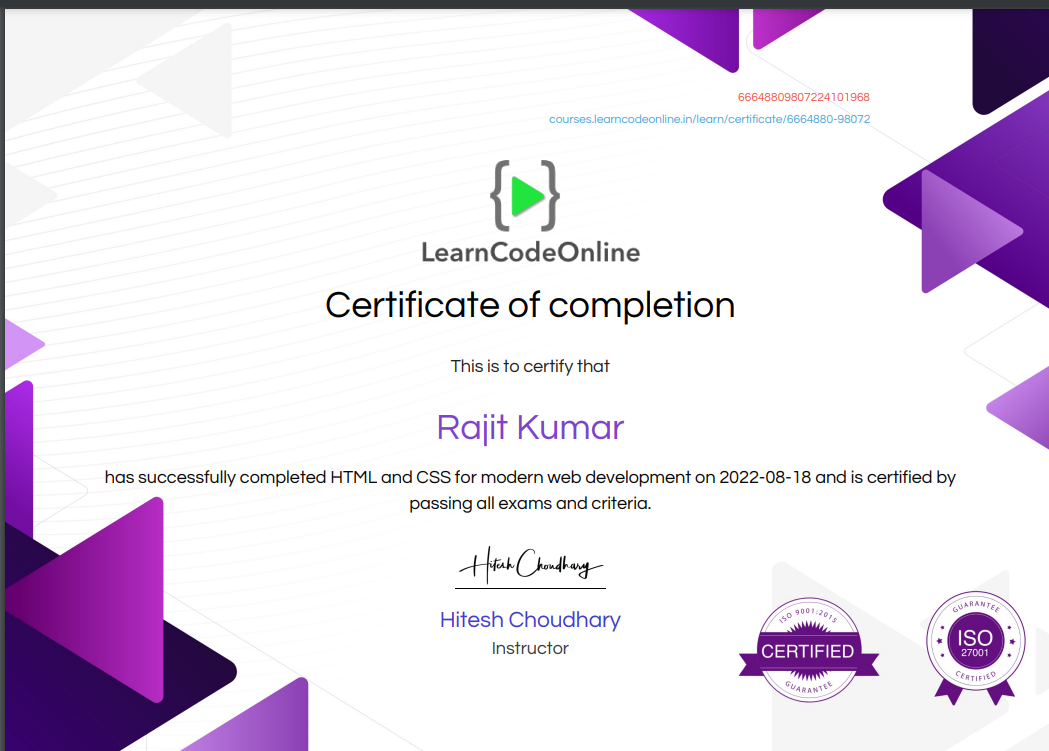 66648809807224101968
courses.learncodeonline.in/learn/certificate/6664880-98072
LearnCodeOnline
Certificate of completion
This is to certify that
Rajit Kumar
has successfully completed HTML and CSS for modern web development on 2022-08-18 and is certified by
passing all exams and criteria.
Hitesh Choudhary
Hitesh Choudhary
Instructor
ISO 9001:2015
CERTIFIED
GUARANTEE
GUARANTEE
ISO
27001
CERTIFIED